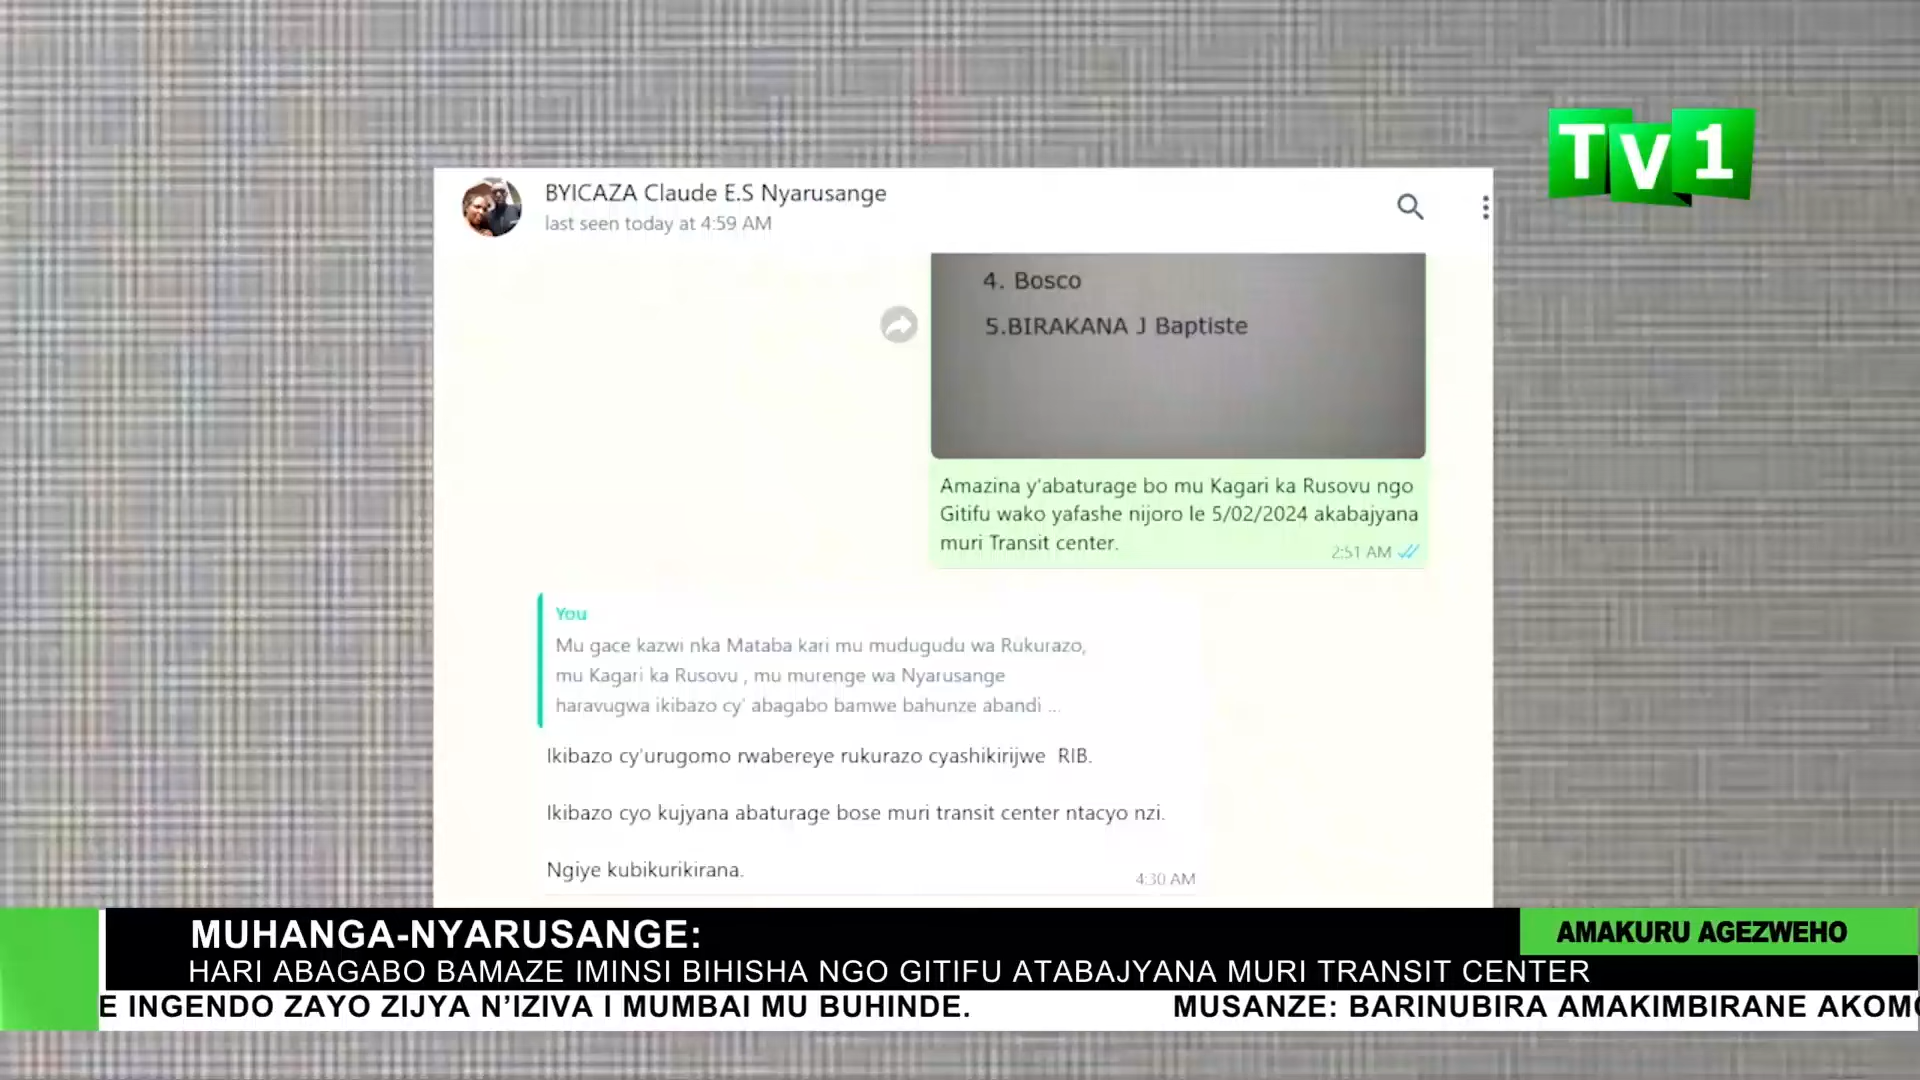 TV1
BYICAZA Claude E.S Nyarusange
last seen today at 4:59 AM
4. Bosco
5.BIRAKANA J Baptiste
Amazina y'abaturage bo mu Kagari ka Rusovu ngo
Gitifu wako yafashe nijoro le 5/02/2024 akabajyana
muri Transit center.
2:51 AM
You
Mu gace kazwi nka Mataba kari mu mudugudu wa Rukurazo,
mu Kagari ka Rusovu , mu murenge wa Nyarusange
haravugwa ikibazo cy' abagabo bamwe bahunze abandi ...
Ikibazo cy'urugomo rwabereye rukurazo cyashikirijwe RIB.
Ikibazo cyo kujyana abaturage bose muri transit center ntacyo nzi.
Ngiye kubikurikirana.
4:30 AM
MUHANGA-NYARUSANGE:
AMAKURU AGEZWEHO
HARI ABAGABO BAMAZE IMINSI BIHISHA NGO GITIFU ATABAJYANA MURI TRANSIT CENTER
E INGENDO ZAYO ZIJYA N'IZIVA I MUMBAI MU BUHINDE. MUSANZE: BARINUBIRA AMAKIMBIRANE